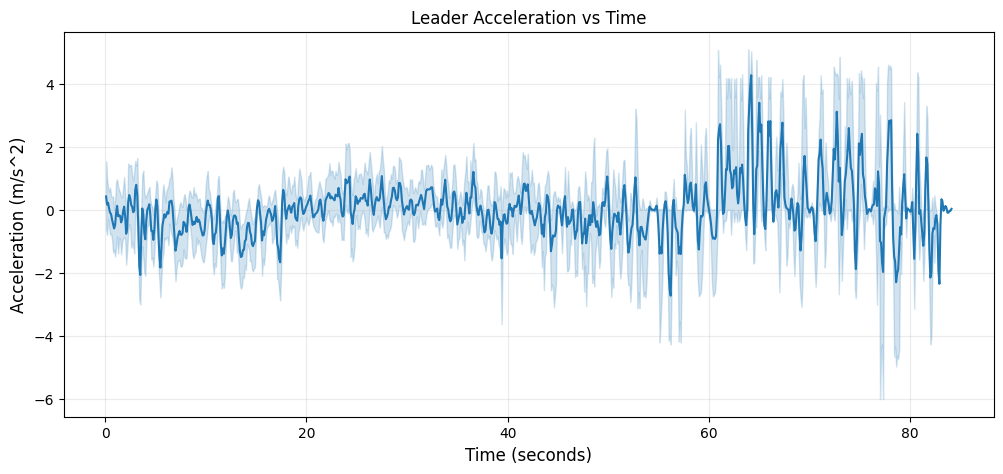 Leader Acceleration vs Time
Acceleration (m/s^2)
4
2
0
−2
−4
−6
0 20 40 60 80
Time (seconds)